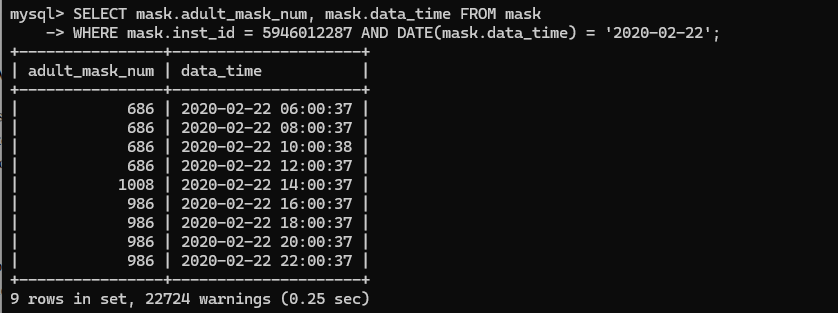 mysql> SELECT mask.adult_mask_num, mask.data_time FROM mask
    -> WHERE mask.inst_id = 5946012287 AND DATE(mask.data_time) = '2020-02-22';
+----------------+---------------------+
| adult_mask_num | data_time           |
+----------------+---------------------+
|            686 | 2020-02-22 06:00:37 |
|            686 | 2020-02-22 08:00:37 |
|            686 | 2020-02-22 10:00:38 |
|            686 | 2020-02-22 12:00:37 |
|           1008 | 2020-02-22 14:00:37 |
|            986 | 2020-02-22 16:00:37 |
|            986 | 2020-02-22 18:00:37 |
|            986 | 2020-02-22 20:00:37 |
|            986 | 2020-02-22 22:00:37 |
+----------------+---------------------+
9 rows in set, 22724 warnings (0.25 sec)